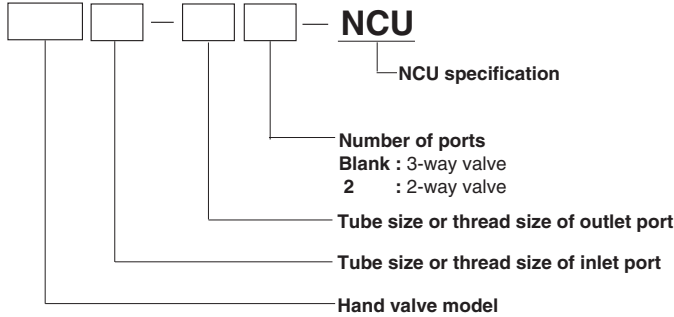 — — NCU
NCU specification
Number of ports
Blank : 3-way valve
2 : 2-way valve
Tube size or thread size of outlet port
Tube size or thread size of inlet port
Hand valve model